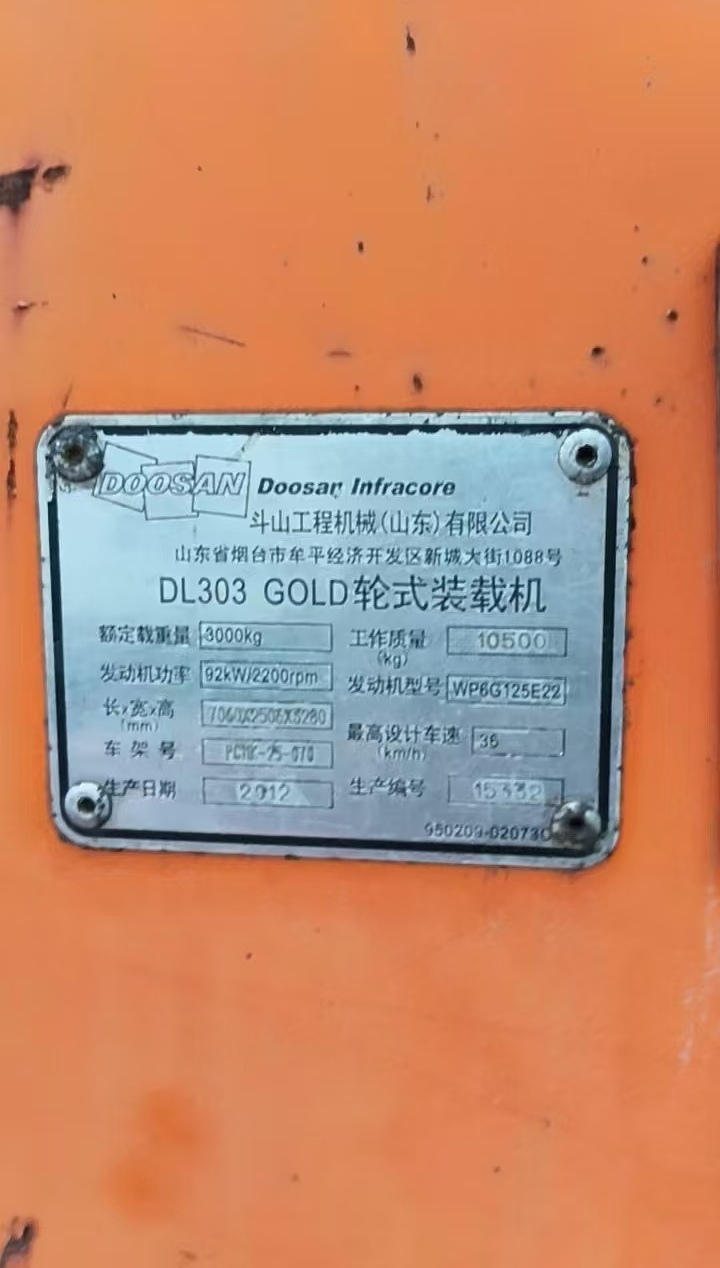 DOOSAN Doosan Infracore
斗山工程机械(山东)有限公司
山东省烟台市牟平经济开发区新城大街1088号
DL303 GOLD轮式装载机
额定载重量 3000kg 工作质量(kg) 10500
发动机功率 92kW/2200rpm 发动机型号 WP6G125E22
长x宽x高(mm) 最高设计车速(km/h) 36
车架号
生产日期 2012 生产编号
950209-02073C